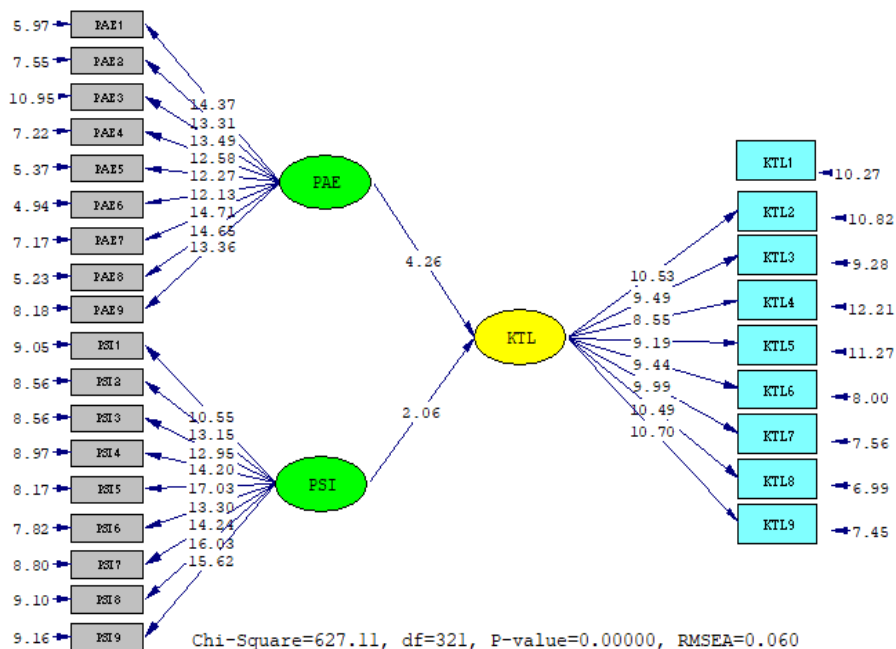 5.97 PAE1
7.55 PAE2
10.95 PAE3
7.22 PAE4
5.37 PAE5
4.94 PAE6
7.17 PAE7
5.23 PAE8
8.18 PAE9
9.05 PSI1
8.56 PSI2
8.56 PSI3
8.97 PSI4
8.17 PSI5
7.82 PSI6
8.80 PSI7
9.10 PSI8
9.16 PSI9
14.37
13.31
13.49
12.58
12.27
12.13
14.71
14.65
13.36
10.55
13.15
12.95
14.20
17.03
13.30
14.24
16.03
15.62
PAE
PSI
4.26
2.06
KTL
10.53
9.49
8.55
9.19
9.44
9.99
10.49
10.70
KTL1 10.27
KTL2 10.82
KTL3 9.28
KTL4 12.21
KTL5 11.27
KTL6 8.00
KTL7 7.56
KTL8 6.99
KTL9 7.45
Chi-Square=627.11, df=321, P-value=0.00000, RMSEA=0.060